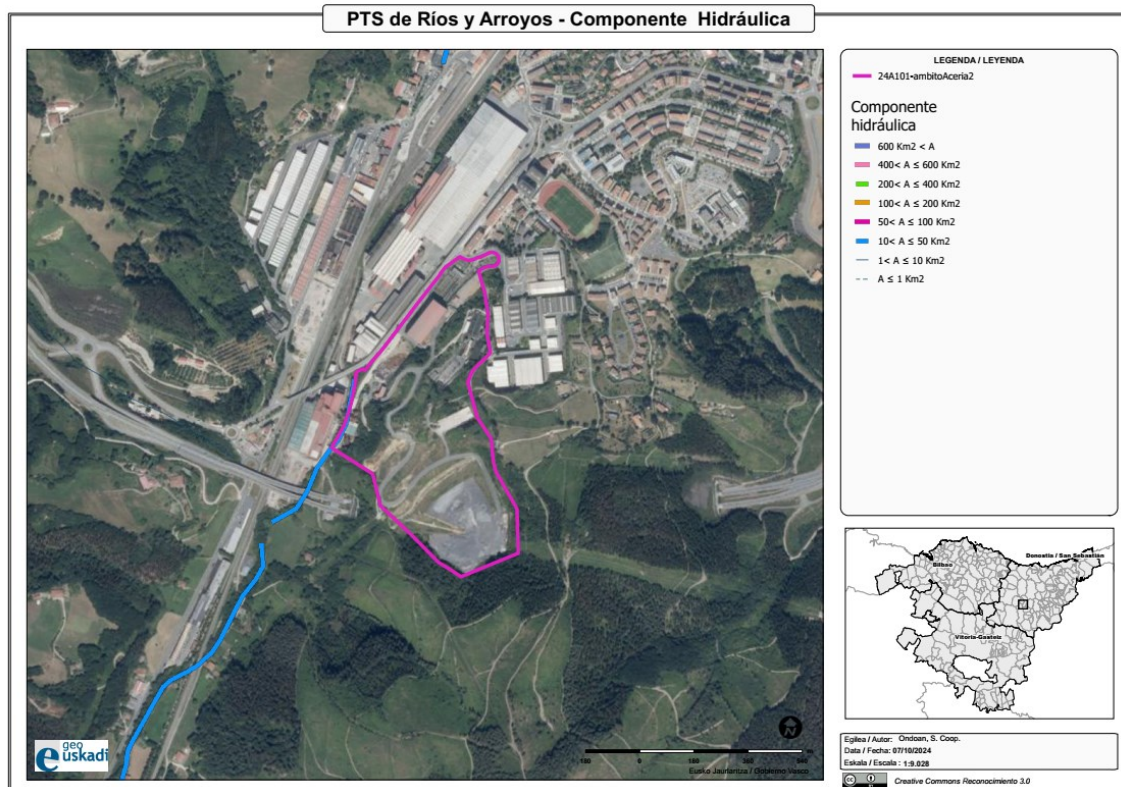 PTS de Ríos y Arroyos - Componente Hidráulica
LEGENDA / LEYENDA
24A101-ambitoAceria2
Componente
hidráulica
600 Km2 < A
400< A ≤ 600 Km2
200< A ≤ 400 Km2
100< A ≤ 200 Km2
50< A ≤ 100 Km2
10< A ≤ 50 Km2
1< A ≤ 10 Km2
A ≤ 1 Km2
Donostia / San Sebastián
Bilbao
Vitoria-Gasteiz
N
Eusko Jaurlaritza / Gobierno Vasco
geo
euskadi
Egilea / Autor: Ondoan, S. Coop.
Data / Fecha: 07/10/2024
Eskala / Escala : 1:9.028
cc
Creative Commons Reconocimiento 3.0